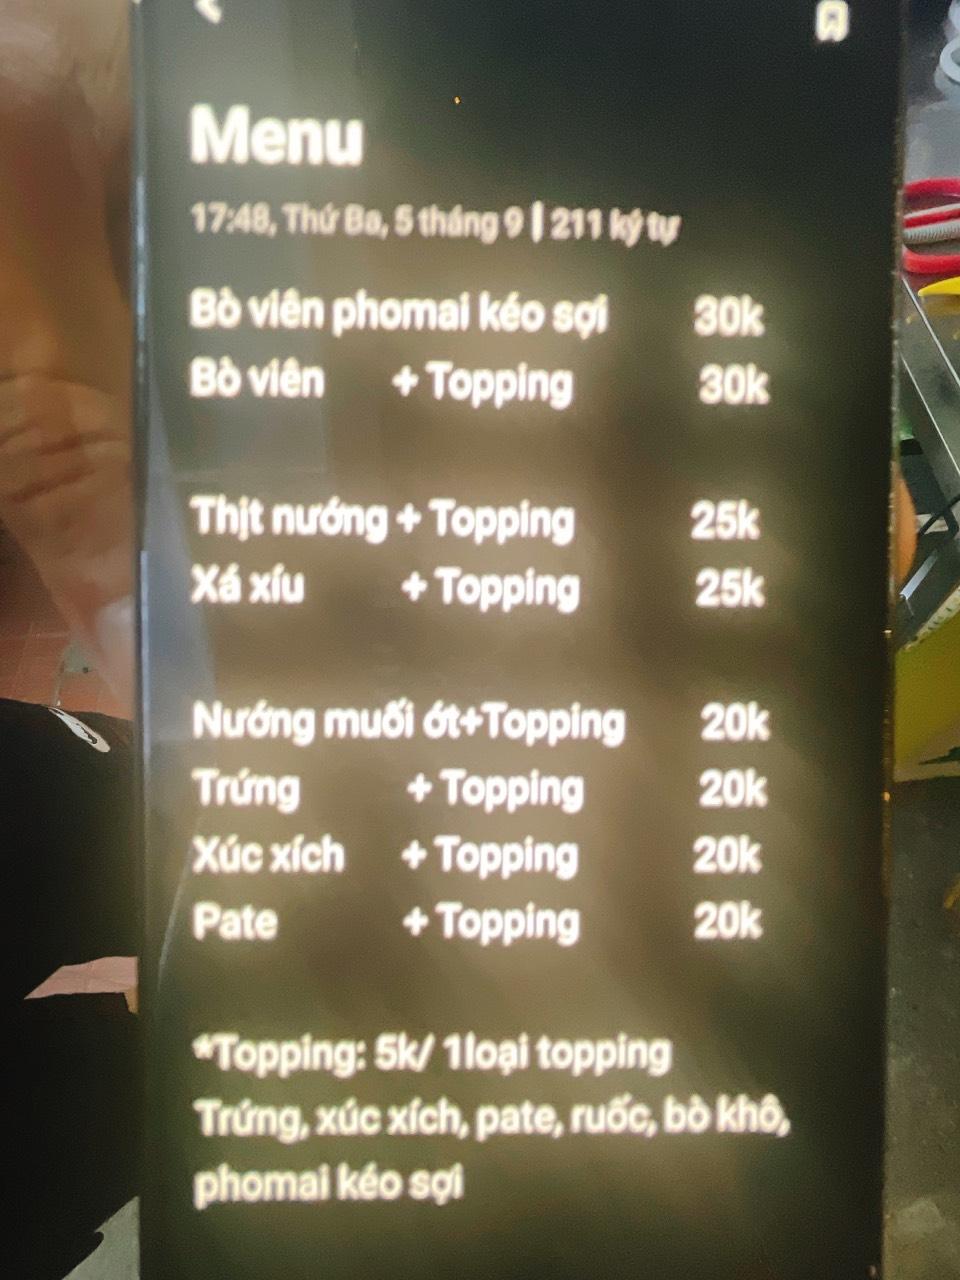 Menu
17:48, Thứ Ba, 5 tháng 9 | 211 ký tự
Bò viên phomai kéo sợi 30k
Bò viên + Topping 30k
Thịt nướng + Topping 25k
Xá xíu + Topping 25k
Nướng muối ớt+Topping 20k
Trứng + Topping 20k
Xúc xích + Topping 20k
Pate + Topping 20k
*Topping: 5k/ 1loại topping
Trứng, xúc xích, pate, ruốc, bò khô,
phomai kéo sợi